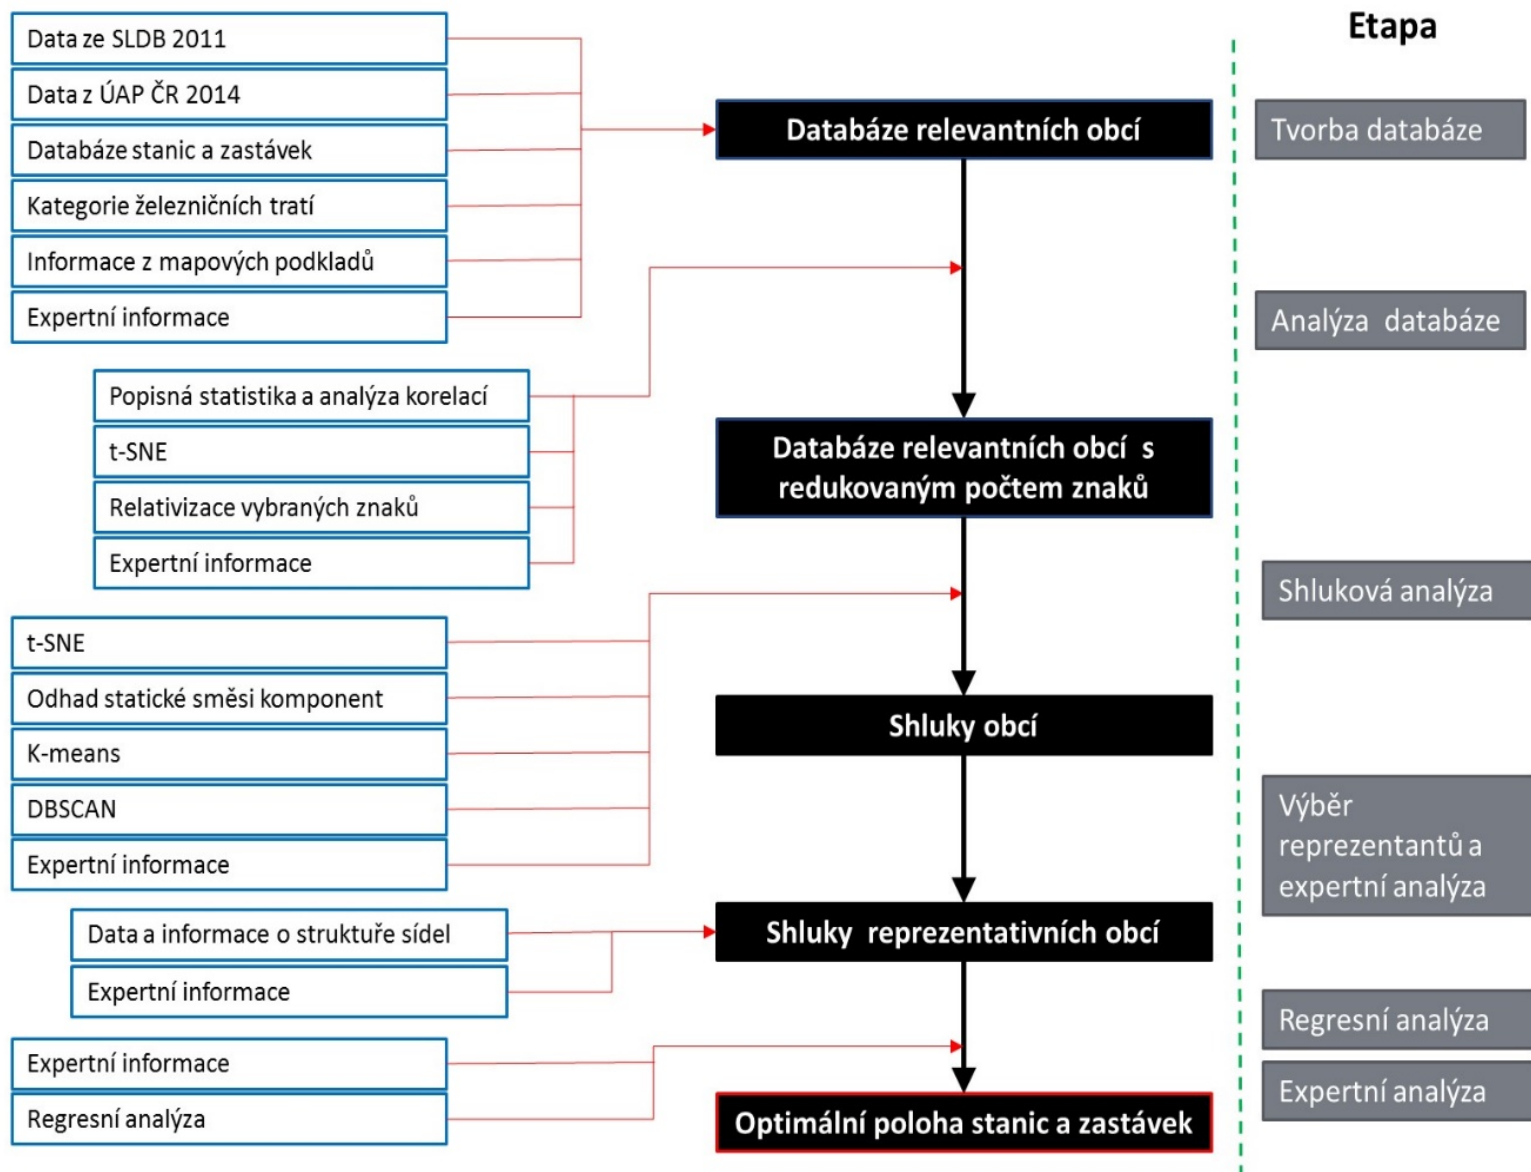 Data ze SLDB 2011
Data z ÚAP ČR 2014
Databáze stanic a zastávek
Kategorie železničních tratí
Informace z mapových podkladů
Expertní informace
Popisná statistika a analýza korelací
t-SNE
Relativizace vybraných znaků
Expertní informace
t-SNE
Odhad statické směsi komponent
K-means
DBSCAN
Expertní informace
Data a informace o struktuře sídel
Expertní informace
Expertní informace
Regresní analýza
Databáze relevantních obcí
Databáze relevantních obcí s
redukovaným počtem znaků
Shluky obcí
Shluky reprezentativních obcí
Optimální poloha stanic a zastávek
Etapa
Tvorba databáze
Analýza databáze
Shluková analýza
Výběr
reprezentantů a
expertní analýza
Regresní analýza
Expertní analýza